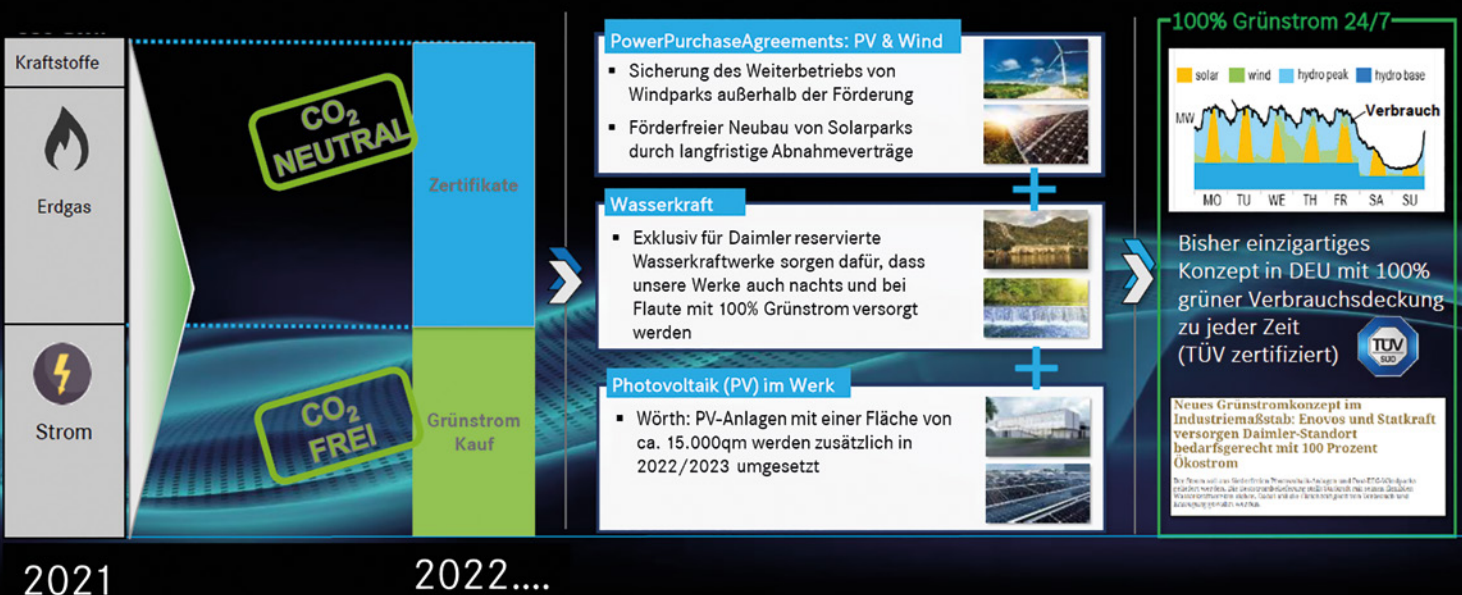 Kraftstoffe
Erdgas
Strom
2021
CO2
NEUTRAL
CO2
FREI
Zertifikate
Grünstrom
Kauf
2022....
PowerPurchaseAgreements: PV & Wind
▪ Sicherung des Weiterbetriebs von
Windparks außerhalb der Förderung
▪ Förderfreier Neubau von Solarparks
durch langfristige Abnahmeverträge
+
Wasserkraft
▪ Exklusiv für Daimler reservierte
Wasserkraftwerke sorgen dafür, dass
unsere Werke auch nachts und bei
Flaute mit 100% Grünstrom versorgt
werden
+
Photovoltaik (PV) im Werk
▪ Wörth: PV-Anlagen mit einer Fläche von
ca. 15.000qm werden zusätzlich in
2022/2023 umgesetzt
100% Grünstrom 24/7
solar wind hydro peak hydro base
MW
Verbrauch
MO TU WE TH FR SA SU
Bisher einzigartiges
Konzept in DEU mit 100%
grüner Verbrauchsdeckung
zu jeder Zeit
(TÜV zertifiziert)
TÜV
SÜD
Neues Grünstromkonzept im
Industriemaßstab: Enovos und Statkraft
versorgen Daimler-Standort
bedarfsgerecht mit 100 Prozent
Ökostrom